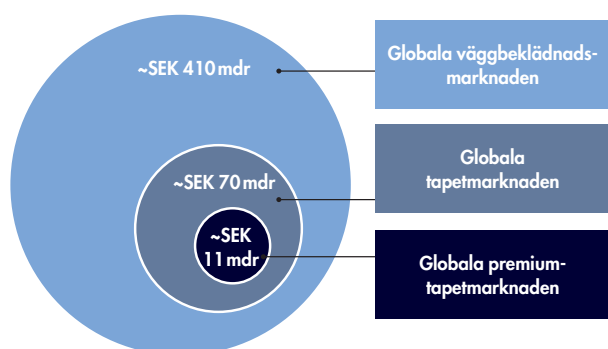 ~SEK 410 mdr
Globala väggbeklädnads-
marknaden
~SEK 70 mdr
Globala
tapetmarknaden
~SEK
11 mdr
Globala premium-
tapetmarknaden